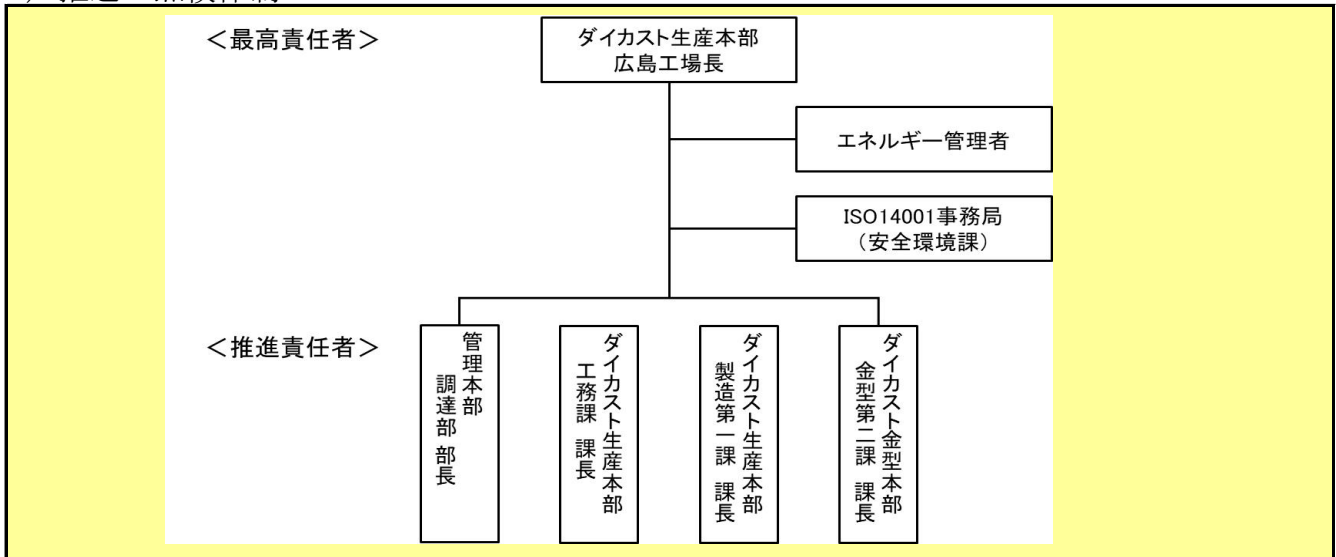 ＜最高責任者＞
ダイカスト生産本部
広島工場長
エネルギー管理者
ISO14001事務局
（安全環境課）
＜推進責任者＞
管理本部
調達部 部長
ダイカスト生産本部
工務課 課長
ダイカスト生産本部
製造第一課 課長
ダイカスト金型本部
金型第二課 課長